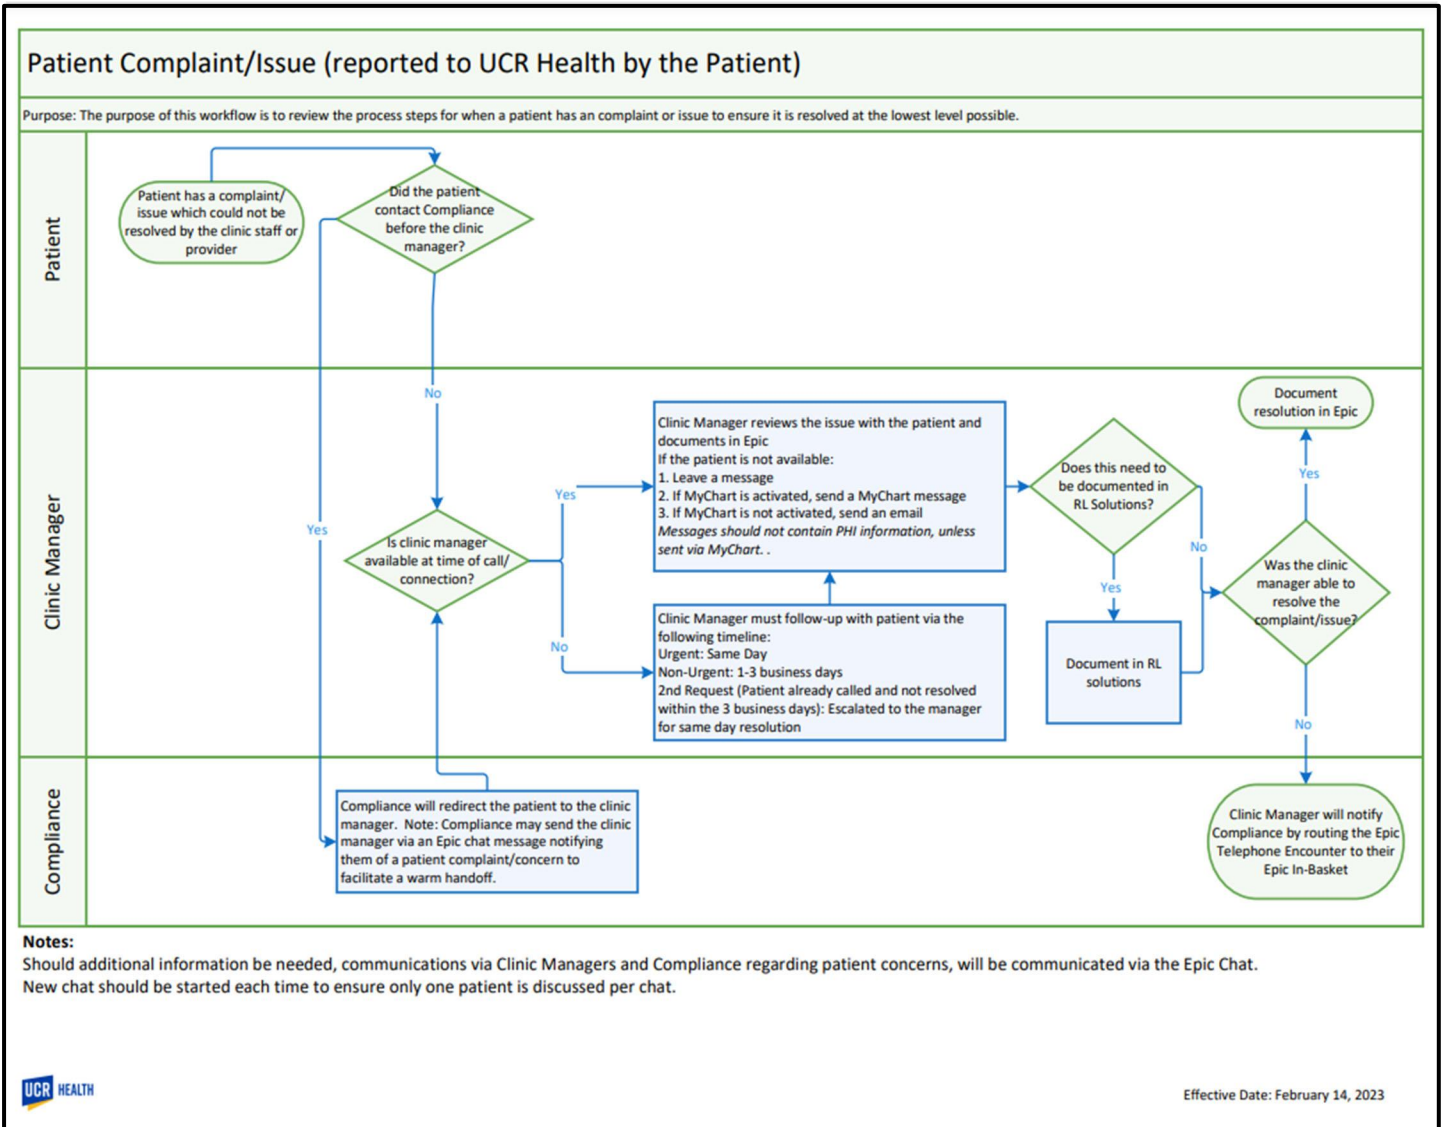 Patient Complaint/Issue (reported to UCR Health by the Patient)
Purpose: The purpose of this workflow is to review the process steps for when a patient has an complaint or issue to ensure it is resolved at the lowest level possible.
Patient
Patient has a complaint/
issue which could not be
resolved by the clinic staff or
provider
Did the patient
contact Compliance
before the clinic
manager?
No
Yes
Clinic Manager
Is clinic manager
available at time of call/
connection?
Yes
No
Clinic Manager reviews the issue with the patient and
documents in Epic
If the patient is not available:
1. Leave a message
2. If MyChart is activated, send a MyChart message
3. If MyChart is not activated, send an email
Messages should not contain PHI information, unless
sent via MyChart. .
Clinic Manager must follow-up with patient via the
following timeline:
Urgent: Same Day
Non-Urgent: 1-3 business days
2nd Request (Patient already called and not resolved
within the 3 business days): Escalated to the manager
for same day resolution
Does this need to
be documented in
RL Solutions?
No
Yes
Document in RL
solutions
Was the clinic
manager able to
resolve the
complaint/issue?
Yes
Document
resolution in Epic
No
Compliance
Compliance will redirect the patient to the clinic
manager.  Note: Compliance may send the clinic
manager via an Epic chat message notifying
them of a patient complaint/concern to
facilitate a warm handoff.
Clinic Manager will notify
Compliance by routing the Epic
Telephone Encounter to their
Epic In-Basket
Notes:
Should additional information be needed, communications via Clinic Managers and Compliance regarding patient concerns, will be communicated via the Epic Chat.
New chat should be started each time to ensure only one patient is discussed per chat.
UCR HEALTH
Effective Date: February 14, 2023